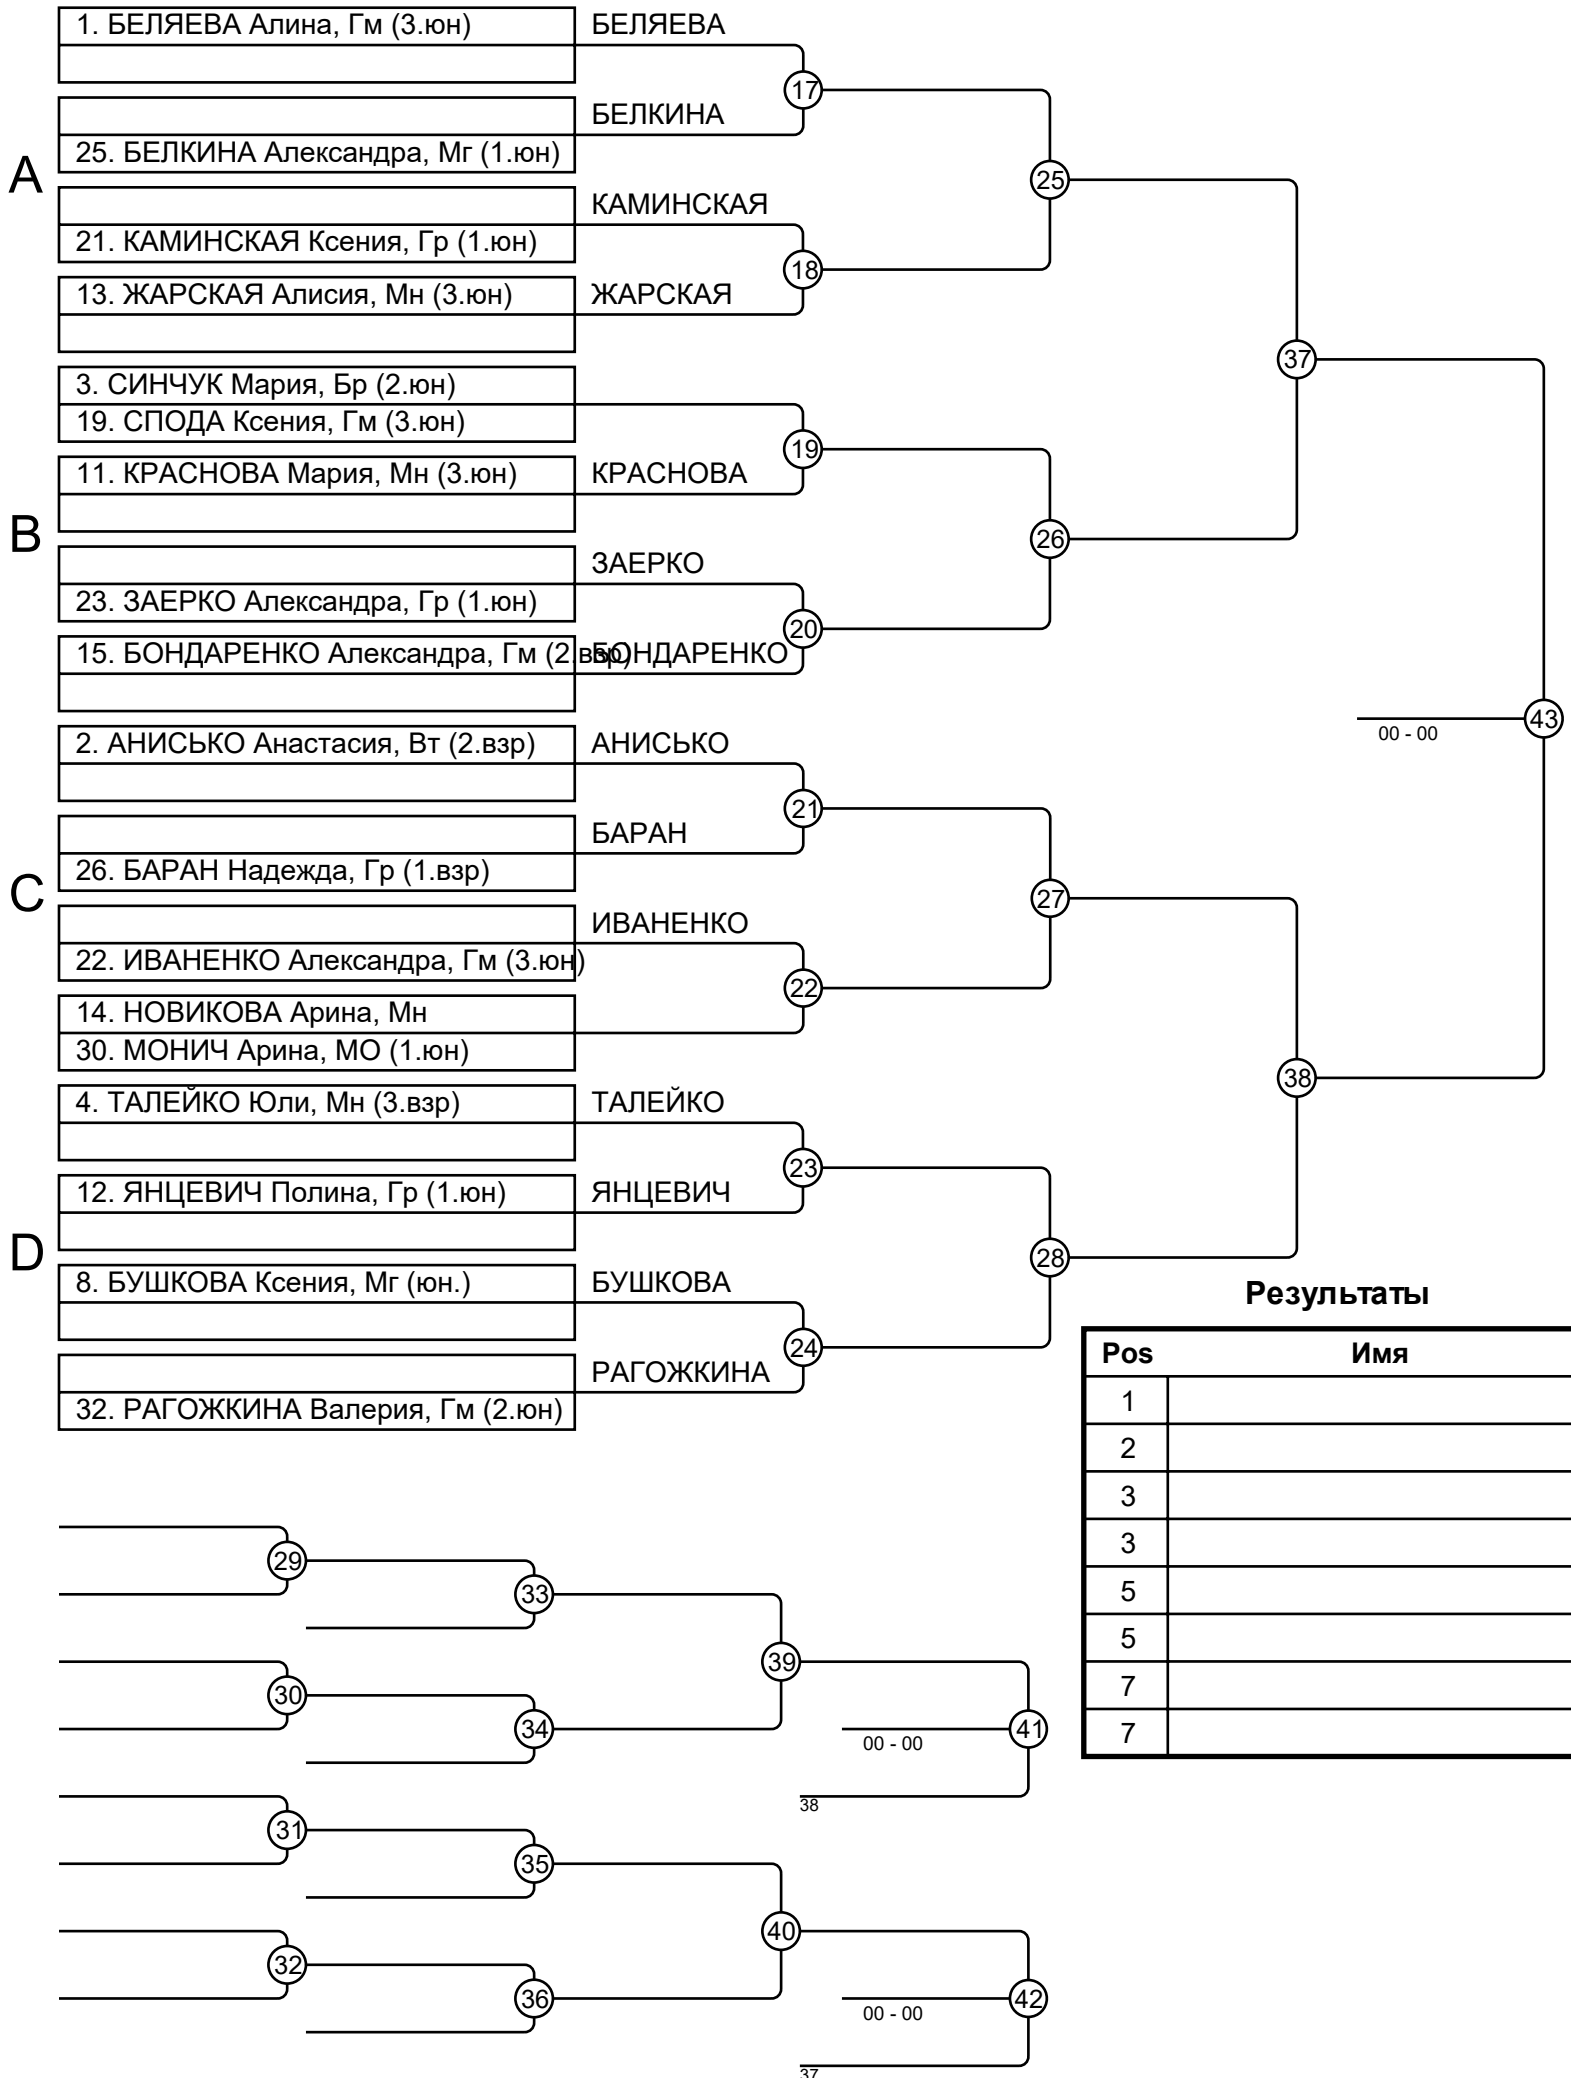 1. БЕЛЯЕВА Алина, Гм (3.юн)
БЕЛЯЕВА
17
БЕЛКИНА
25. БЕЛКИНА Александра, Мг (1.юн)
A
25
КАМИНСКАЯ
21. КАМИНСКАЯ Ксения, Гр (1.юн)
18
13. ЖАРСКАЯ Алисия, Мн (3.юн)
ЖАРСКАЯ
37
3. СИНЧУК Мария, Бр (2.юн)
19. СПОДА Ксения, Гм (3.юн)
19
11. КРАСНОВА Мария, Мн (3.юн)
КРАСНОВА
B
26
ЗАЕРКО
23. ЗАЕРКО Александра, Гр (1.юн)
20
15. БОНДАРЕНКО Александра, Гм (2.взр)
БОНДАРЕНКО
43
00 - 00
2. АНИСЬКО Анастасия, Вт (2.взр)
АНИСЬКО
21
БАРАН
26. БАРАН Надежда, Гр (1.взр)
C
27
ИВАНЕНКО
22. ИВАНЕНКО Александра, Гм (3.юн)
22
14. НОВИКОВА Арина, Мн
30. МОНИЧ Арина, МО (1.юн)
38
4. ТАЛЕЙКО Юли, Мн (3.взр)
ТАЛЕЙКО
23
12. ЯНЦЕВИЧ Полина, Гр (1.юн)
ЯНЦЕВИЧ
D
28
8. БУШКОВА Ксения, Мг (юн.)
БУШКОВА
24
РАГОЖКИНА
32. РАГОЖКИНА Валерия, Гм (2.юн)
Результаты
Pos Имя
1
2
3
3
5
5
7
7
29
33
39
30
34
41
00 - 00
38
31
35
40
32
36
42
00 - 00
37